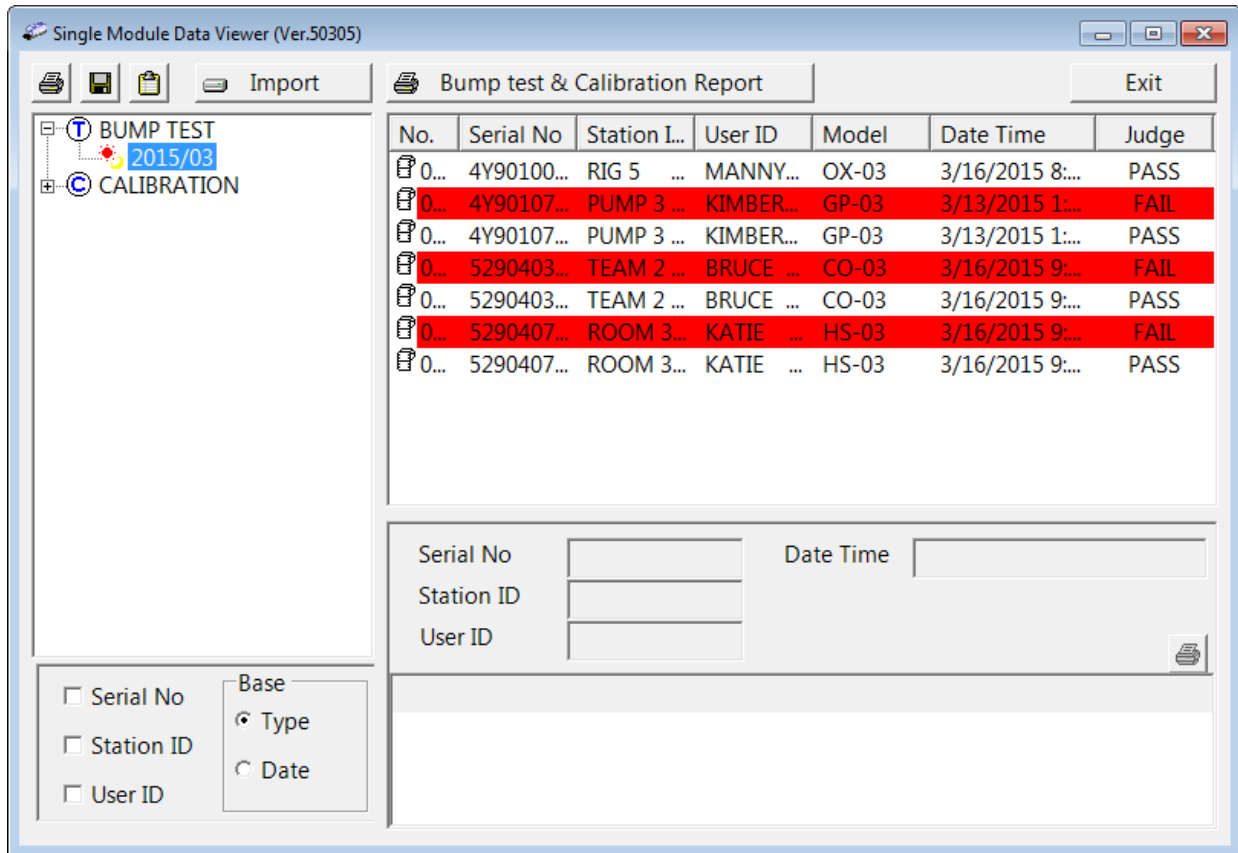 Single Module Data Viewer (Ver.50305)
Import
Bump test & Calibration Report
Exit
T BUMP TEST
2015/03
C CALIBRATION
No. Serial No Station I... User ID Model Date Time Judge
0... 4Y90100... RIG 5 ... MANNY... OX-03 3/16/2015 8:... PASS
0... 4Y90107... PUMP 3 ... KIMBER... GP-03 3/13/2015 1:... FAIL
0... 4Y90107... PUMP 3 ... KIMBER... GP-03 3/13/2015 1:... PASS
0... 5290403... TEAM 2 ... BRUCE ... CO-03 3/16/2015 9:... FAIL
0... 5290403... TEAM 2 ... BRUCE ... CO-03 3/16/2015 9:... PASS
0... 5290407... ROOM 3... KATIE ... HS-03 3/16/2015 9:... FAIL
0... 5290407... ROOM 3... KATIE ... HS-03 3/16/2015 9:... PASS
Serial No
Date Time
Station ID
User ID
Serial No
Station ID
User ID
Base
Type
Date